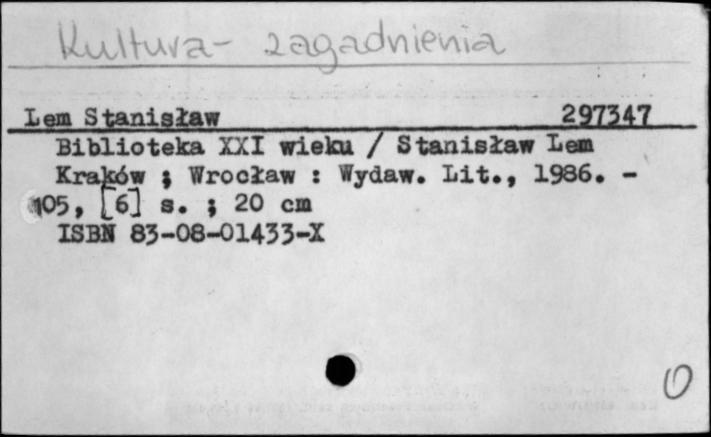 Kultura- zagadnienia
Lem Stanisław 297347
Biblioteka XXI wieku / Stanisław Lem
Kraków ; Wrocław : Wydaw. Lit., 1986. -
105, [6] s. ; 20 cm
ISBN 83-08-01433-X